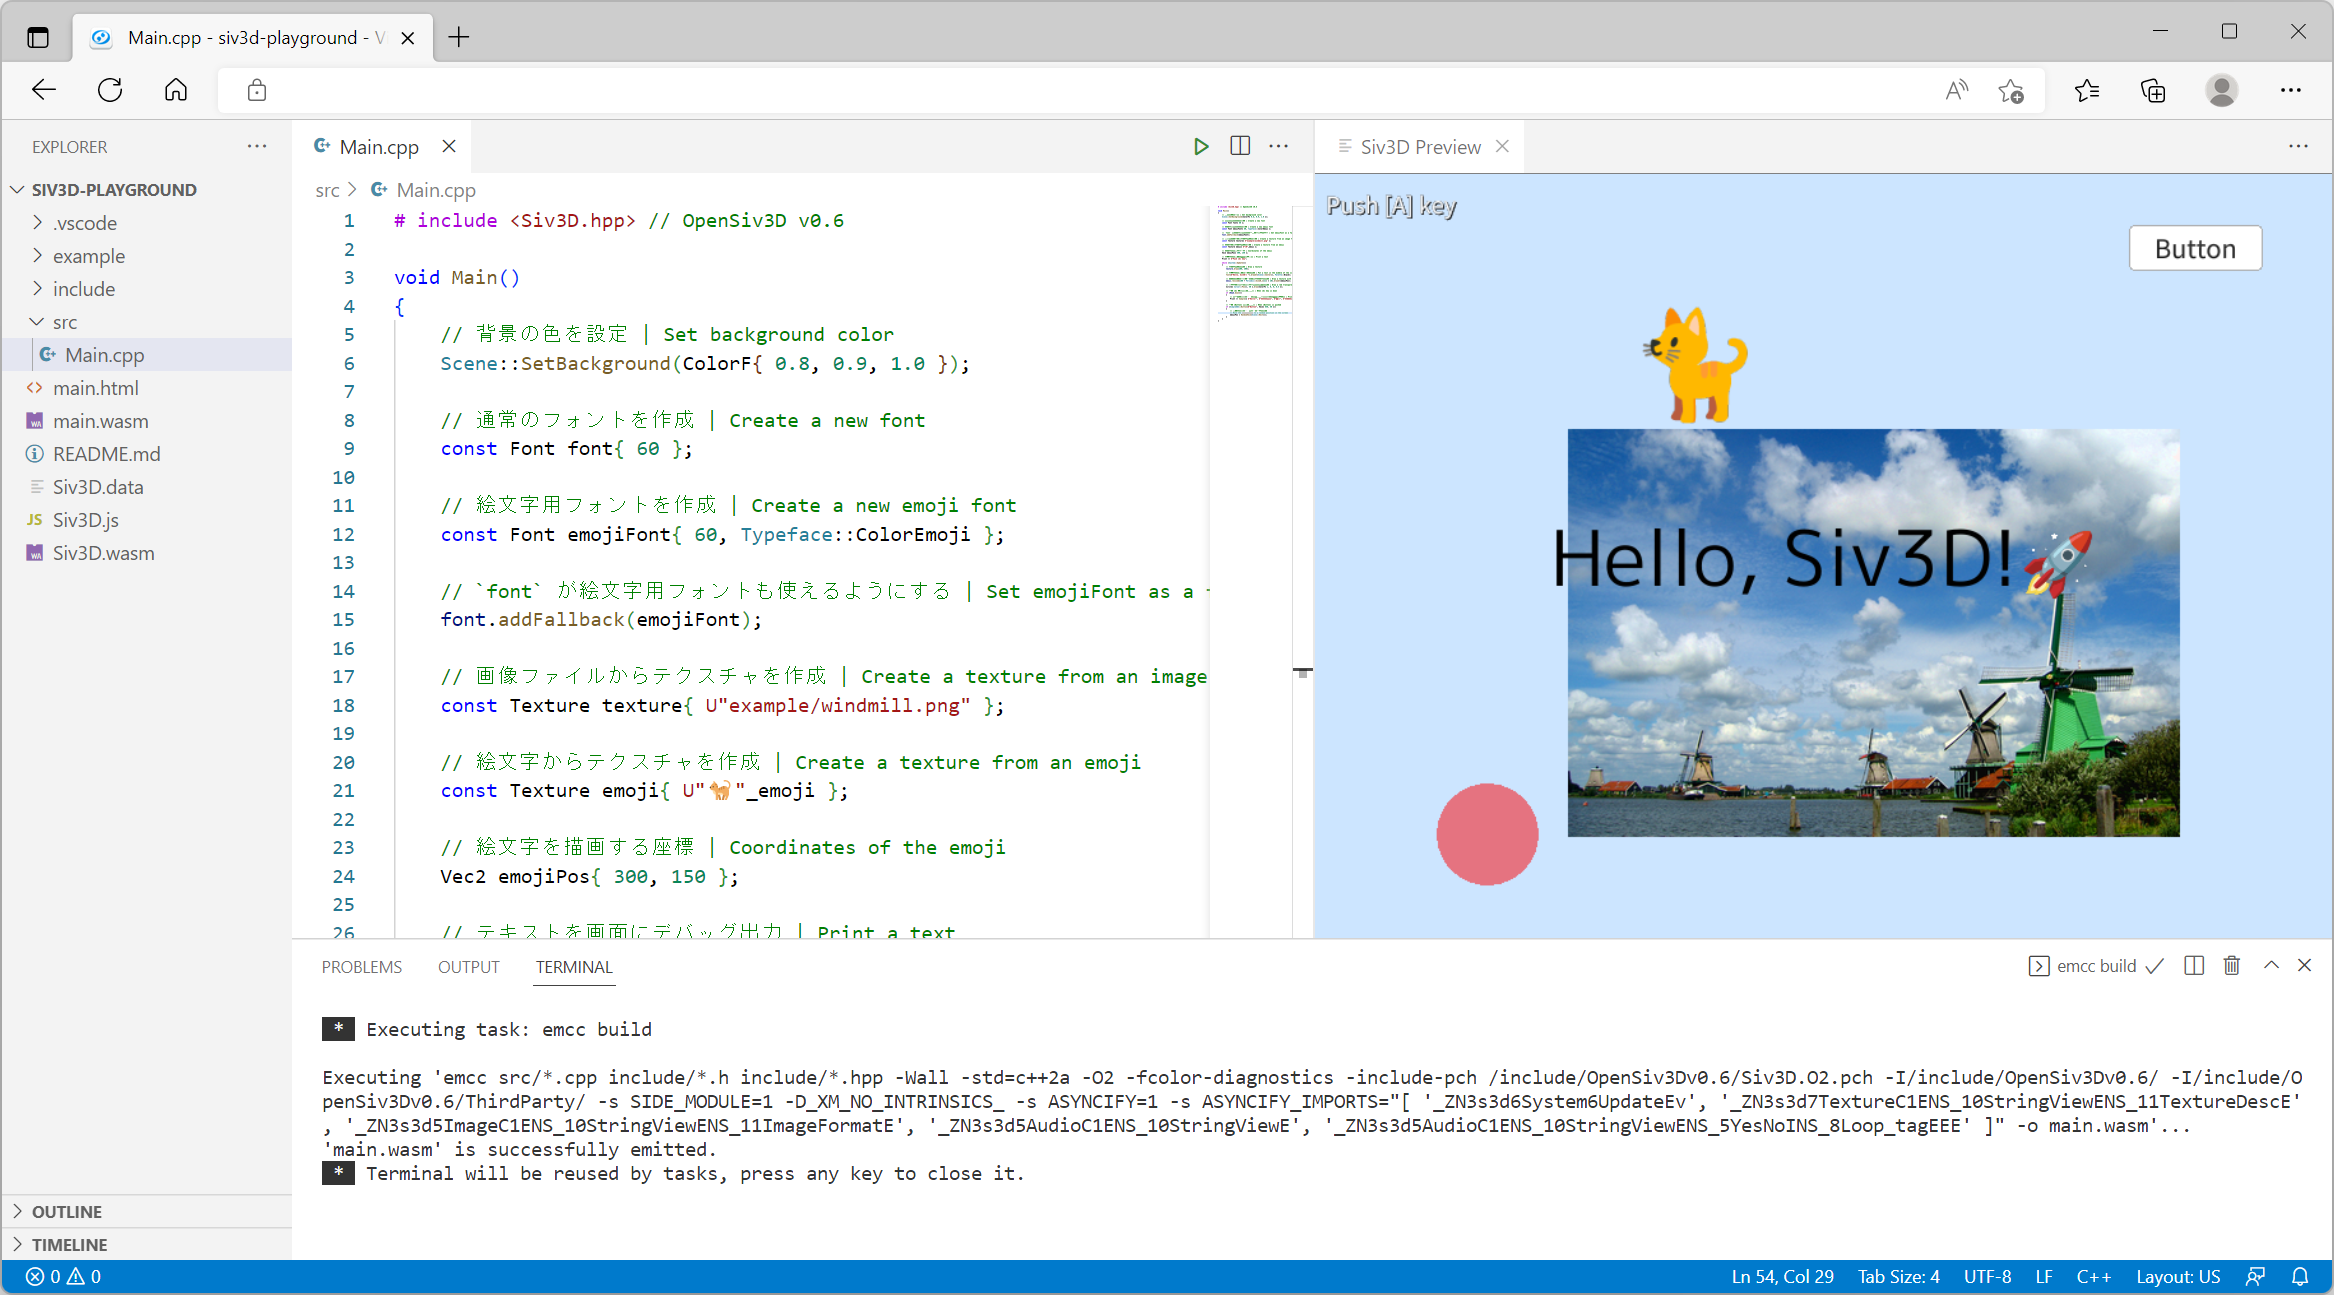 Main.cpp - siv3d-playground - V
EXPLORER
SIV3D-PLAYGROUND
.vscode
example
include
src
Main.cpp
main.html
main.wasm
README.md
Siv3D.data
JS Siv3D.js
Siv3D.wasm
OUTLINE
TIMELINE
Main.cpp
src > Main.cpp
1 # include <Siv3D.hpp> // OpenSiv3D v0.6
2
3 void Main()
4 {
5 // 背景の色を設定 | Set background color
6 Scene::SetBackground(ColorF{ 0.8, 0.9, 1.0 });
7
8 // 通常のフォントを作成 | Create a new font
9 const Font font{ 60 };
10
11 // 絵文字用フォントを作成 | Create a new emoji font
12 const Font emojiFont{ 60, Typeface::ColorEmoji };
13
14 // `font` が絵文字用フォントも使えるようにする | Set emojiFont as a
15 font.addFallback(emojiFont);
16
17 // 画像ファイルからテクスチャを作成 | Create a texture from an image
18 const Texture texture{ U"example/windmill.png" };
19
20 // 絵文字からテクスチャを作成 | Create a texture from an emoji
21 const Texture emoji{ U"🐈"_emoji };
22
23 // 絵文字を描画する座標 | Coordinates of the emoji
24 Vec2 emojiPos{ 300, 150 };
25
26 // テキストを画面にデバッグ出力 | Print a text
Siv3D Preview
Push [A] key
Button
Hello, Siv3D!🚀
PROBLEMS OUTPUT TERMINAL
emcc build
* Executing task: emcc build
Executing 'emcc src/*.cpp include/*.h include/*.hpp -Wall -std=c++2a -O2 -fcolor-diagnostics -include-pch /include/OpenSiv3Dv0.6/Siv3D.O2.pch -I/include/OpenSiv3Dv0.6/ -I/include/O
penSiv3Dv0.6/ThirdParty/ -s SIDE_MODULE=1 -D_XM_NO_INTRINSICS_ -s ASYNCIFY=1 -s ASYNCIFY_IMPORTS="[ '_ZN3s3d6System6UpdateEv', '_ZN3s3d7TextureC1ENS_10StringViewENS_11TextureDescE'
, '_ZN3s3d5ImageC1ENS_10StringViewENS_11ImageFormatE', '_ZN3s3d5AudioC1ENS_10StringViewE', '_ZN3s3d5AudioC1ENS_10StringViewENS_5YesNoINS_8Loop_tagEEE' ]" -o main.wasm'...
'main.wasm' is successfully emitted.
* Terminal will be reused by tasks, press any key to close it.
0 0
Ln 54, Col 29 Tab Size: 4 UTF-8 LF C++ Layout: US